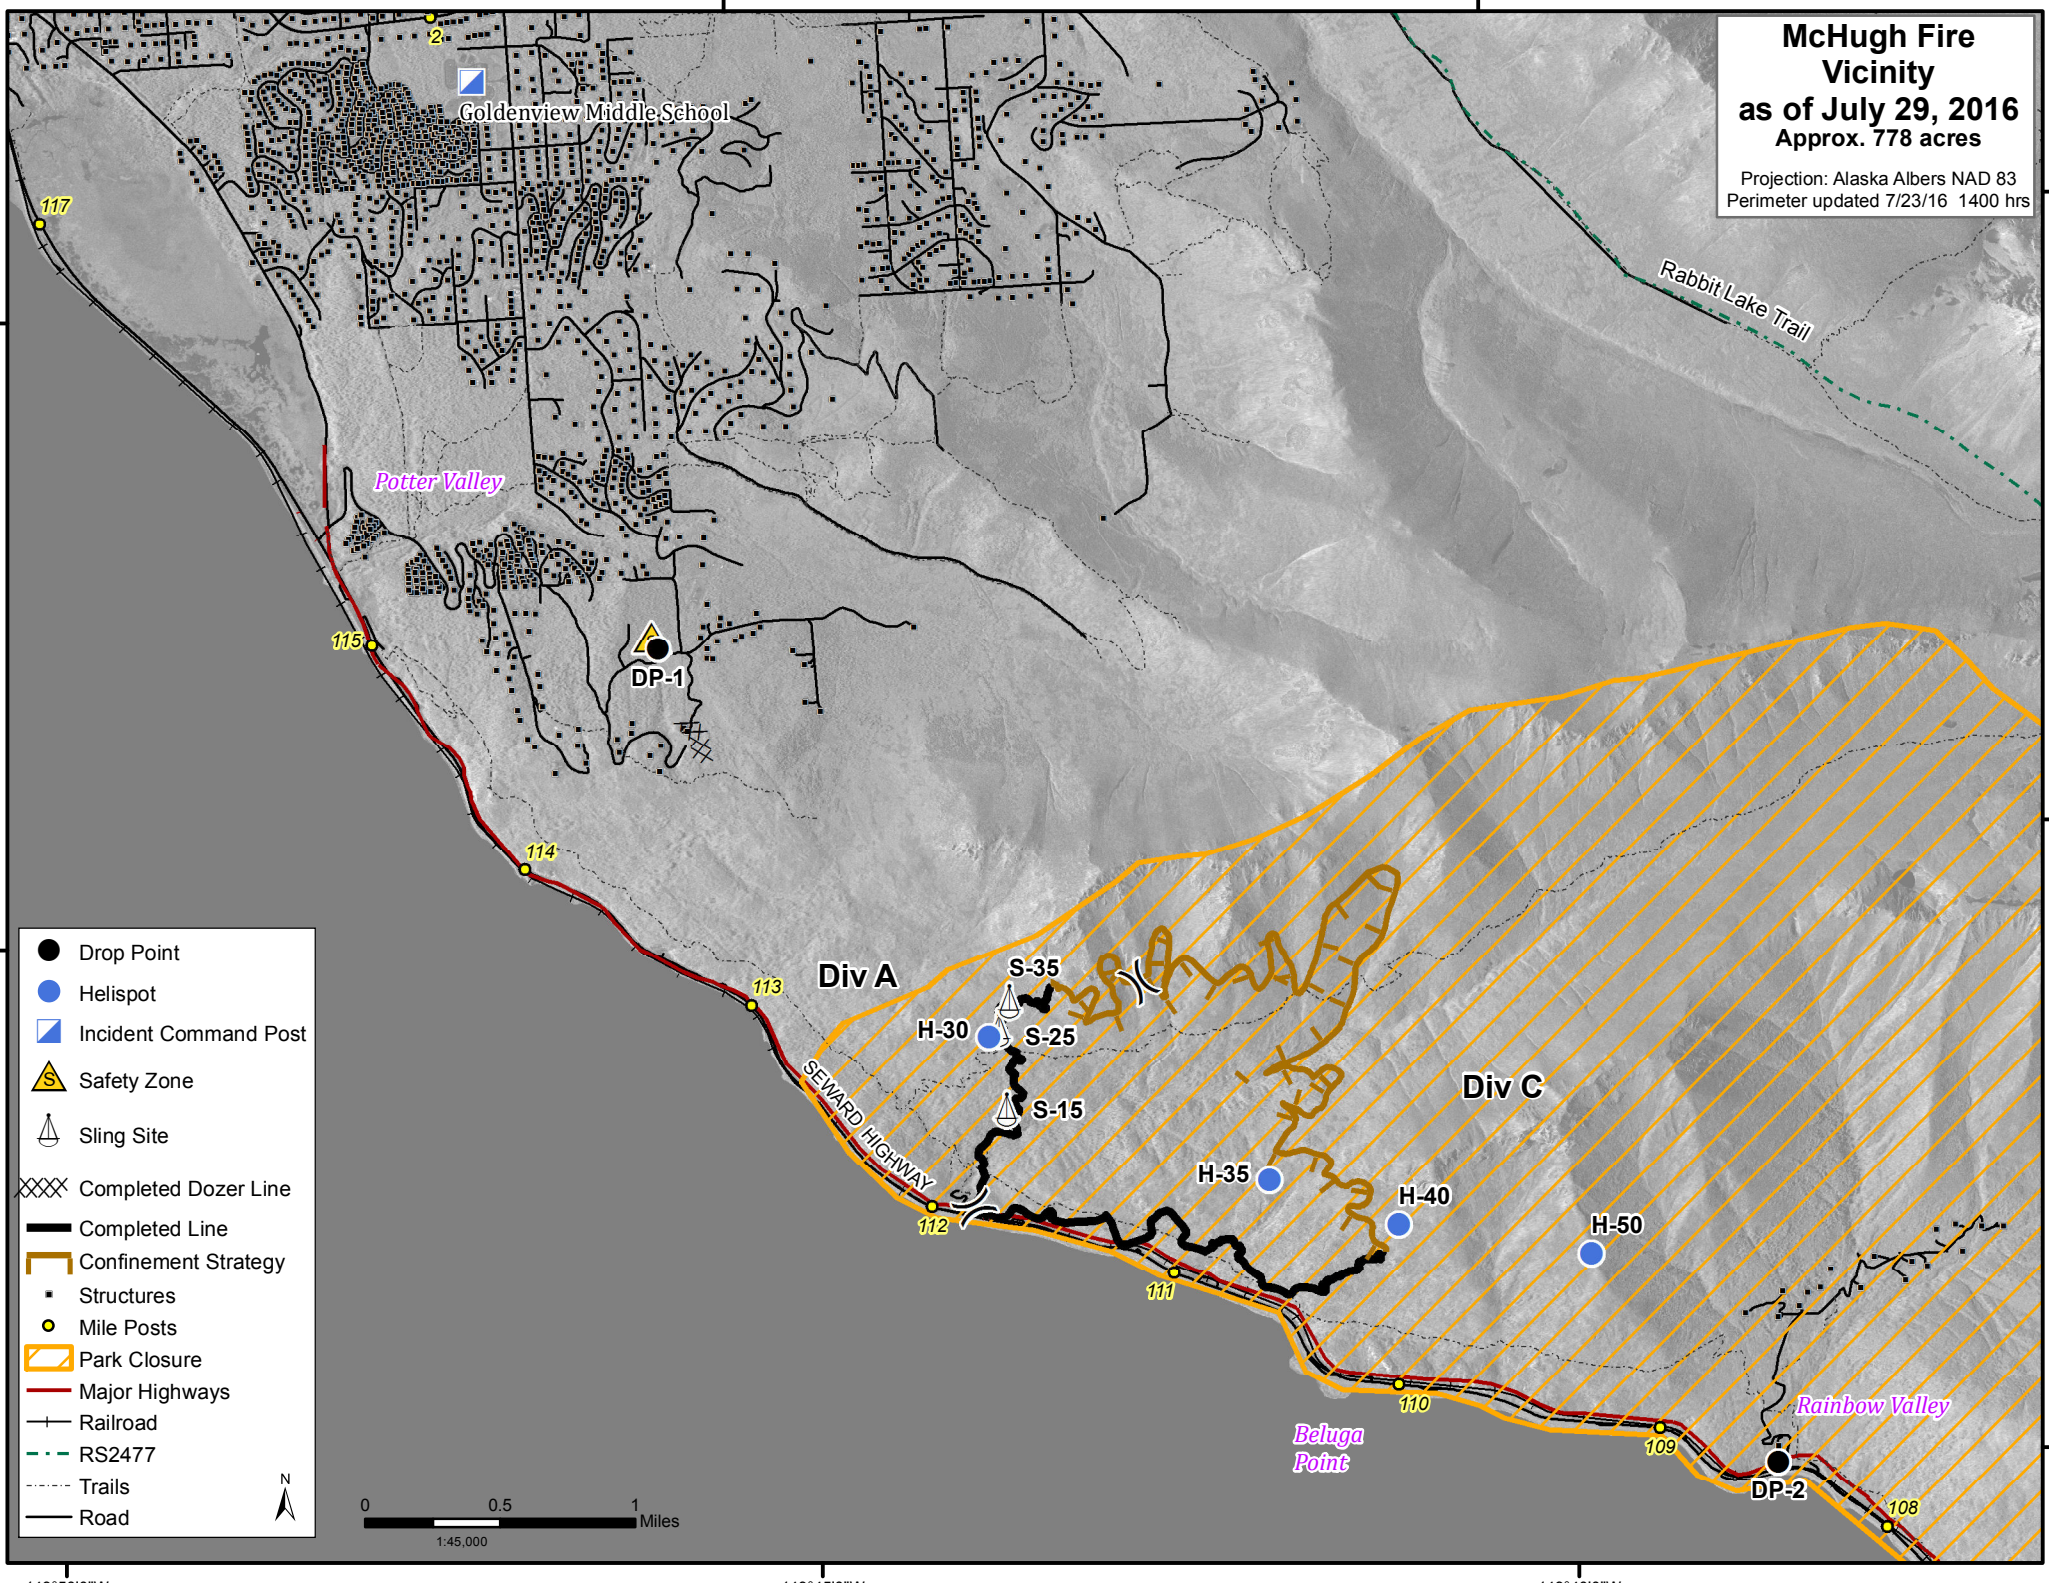 McHugh Fire
Vicinity
as of July 29, 2016
Approx. 778 acres
Projection: Alaska Albers NAD 83
Perimeter updated 7/23/16 1400 hrs
2
Goldenview Middle School
117
Rabbit Lake Trail
Potter Valley
115
DP-1
114
Div A
S-35
113
H-30
S-25
SEWARD HIGHWAY
Div C
S-15
H-35
H-40
112
H-50
111
110
Beluga
Point
109
Rainbow Valley
DP-2
108
Drop Point
Helispot
Incident Command Post
S
Safety Zone
Sling Site
Completed Dozer Line
Completed Line
Confinement Strategy
Structures
Mile Posts
Park Closure
Major Highways
Railroad
RS2477
Trails
Road
N
0 0.5 1
Miles
1:45,000